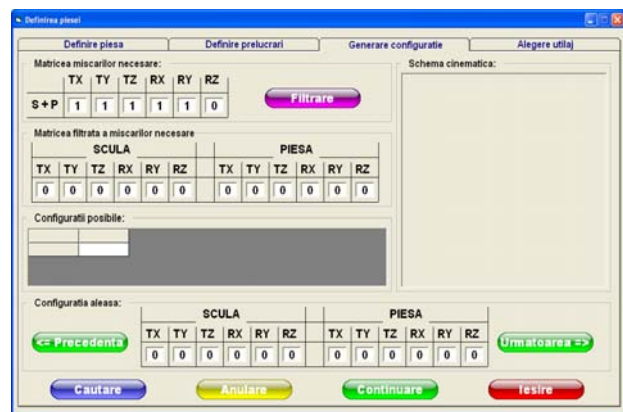 Definirea piesei
Definire piesa
Definire prelucrari
Generare configuratie
Alegere utilaj
Matricea miscarilor necesare:
TX TY TZ RX RY RZ
S + P 1 1 1 1 1 0
Filtrare
Schema cinematica:
Matricea filtrata a miscarilor necesare
SCULA PIESA
TX TY TZ RX RY RZ TX TY TZ RX RY RZ
0 0 0 0 0 0 0 0 0 0 0 0
Configuratii posibile:
Configuratia aleasa:
SCULA PIESA
TX TY TZ RX RY RZ TX TY TZ RX RY RZ
0 0 0 0 0 0 0 0 0 0 0 0
<= Precedenta
Urmatoarea =>
Cautare
Anulare
Continuare
Iesire